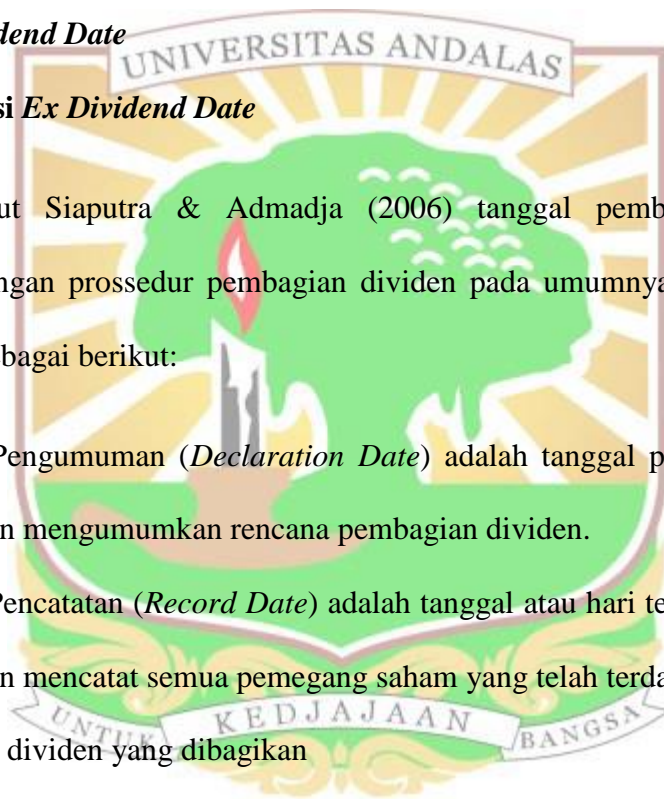 dend Date
UNIVERSITAS ANDALAS
si Ex Dividend Date
ut Siaputra & Admadja (2006) tanggal pemb
ngan prossedur pembagian dividen pada umumnya
bagai berikut:
Pengumuman (Declaration Date) adalah tanggal p
n mengumumkan rencana pembagian dividen.
Pencatatan (Record Date) adalah tanggal atau hari te
n mencatat semua pemegang saham yang telah terda
UNTUK KEDJAJAAN BANGSA
dividen yang dibagikan